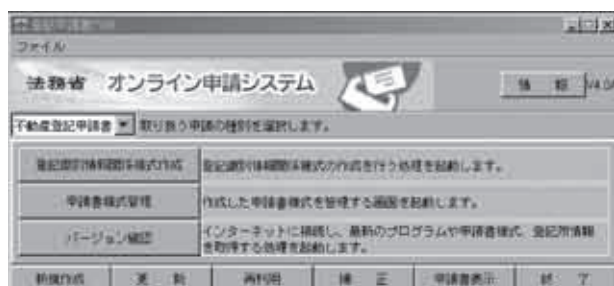 ファイル
法務省 オンライン申請システム
情報
不動産登記申請書 取り扱う申請の種別を選択します。
登記識別情報関係様式作成 登記識別情報関係様式の作成を行う処理を起動します。
申請書様式管理 作成した申請書様式を管理する画面を起動します。
バージョン確認 インターネットに接続し、最新のプログラムや申請書様式、登記所情報
を取得する処理を起動します。
新規作成 更新 再利用 補正 申請書表示 終了